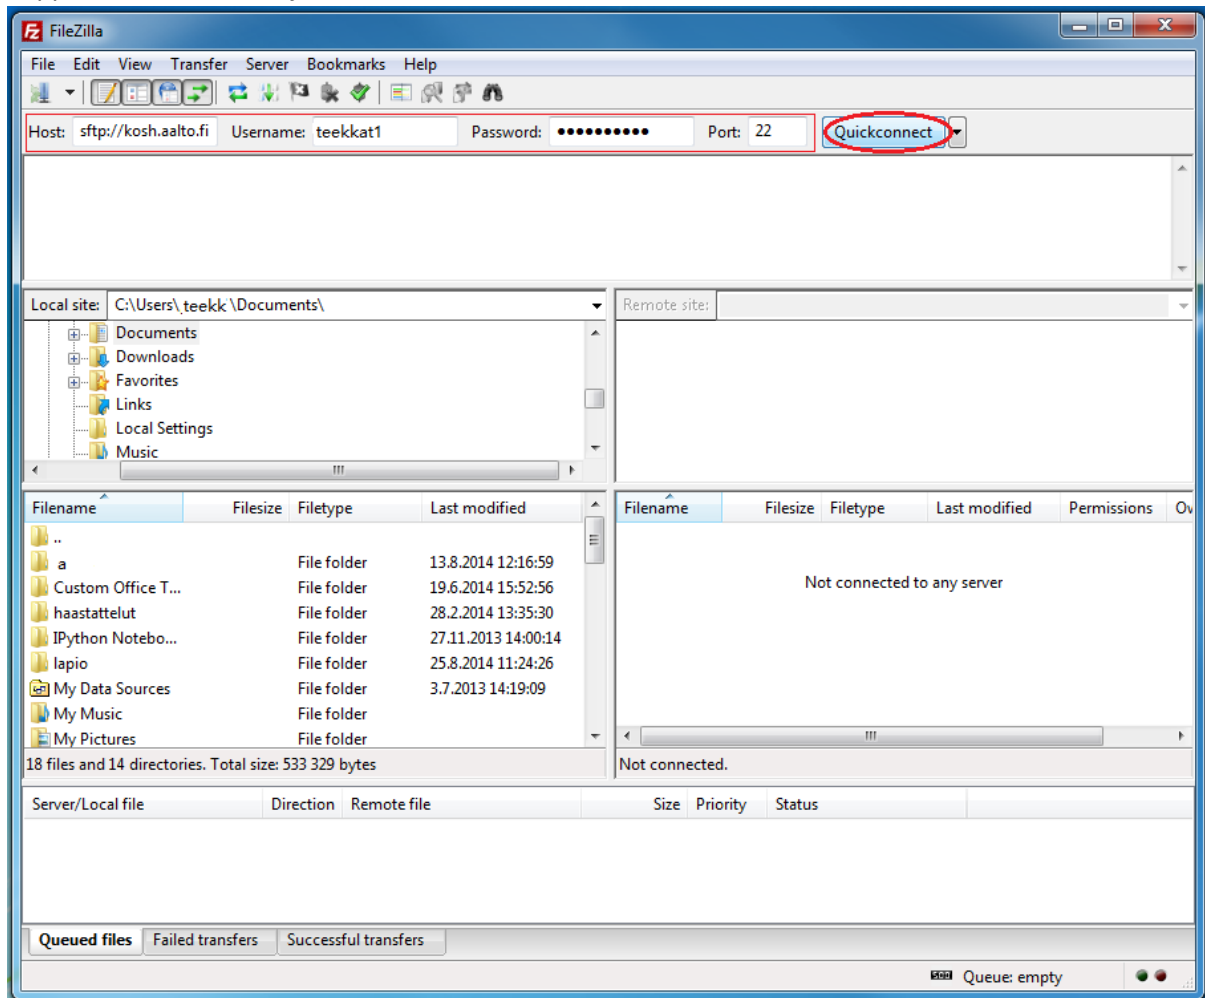 FileZilla
File Edit View Transfer Server Bookmarks Help
Host: sftp://kosh.aalto.fi Username: teekkat1 Password: ●●●●●●●●●● Port: 22 Quickconnect
Local site: C:\Users\ teekk \Documents\
Documents
Downloads
Favorites
Links
Local Settings
Music
Remote site:
Filename Filesize Filetype Last modified
..
a File folder 13.8.2014 12:16:59
Custom Office T... File folder 19.6.2014 15:52:56
haastattelut File folder 28.2.2014 13:35:30
IPython Notebo... File folder 27.11.2013 14:00:14
lapio File folder 25.8.2014 11:24:26
My Data Sources File folder 3.7.2013 14:19:09
My Music File folder
My Pictures File folder
18 files and 14 directories. Total size: 533 329 bytes
Filename Filesize Filetype Last modified Permissions Ov
Not connected to any server
Not connected.
Server/Local file Direction Remote file Size Priority Status
Queued files Failed transfers Successful transfers
Queue: empty